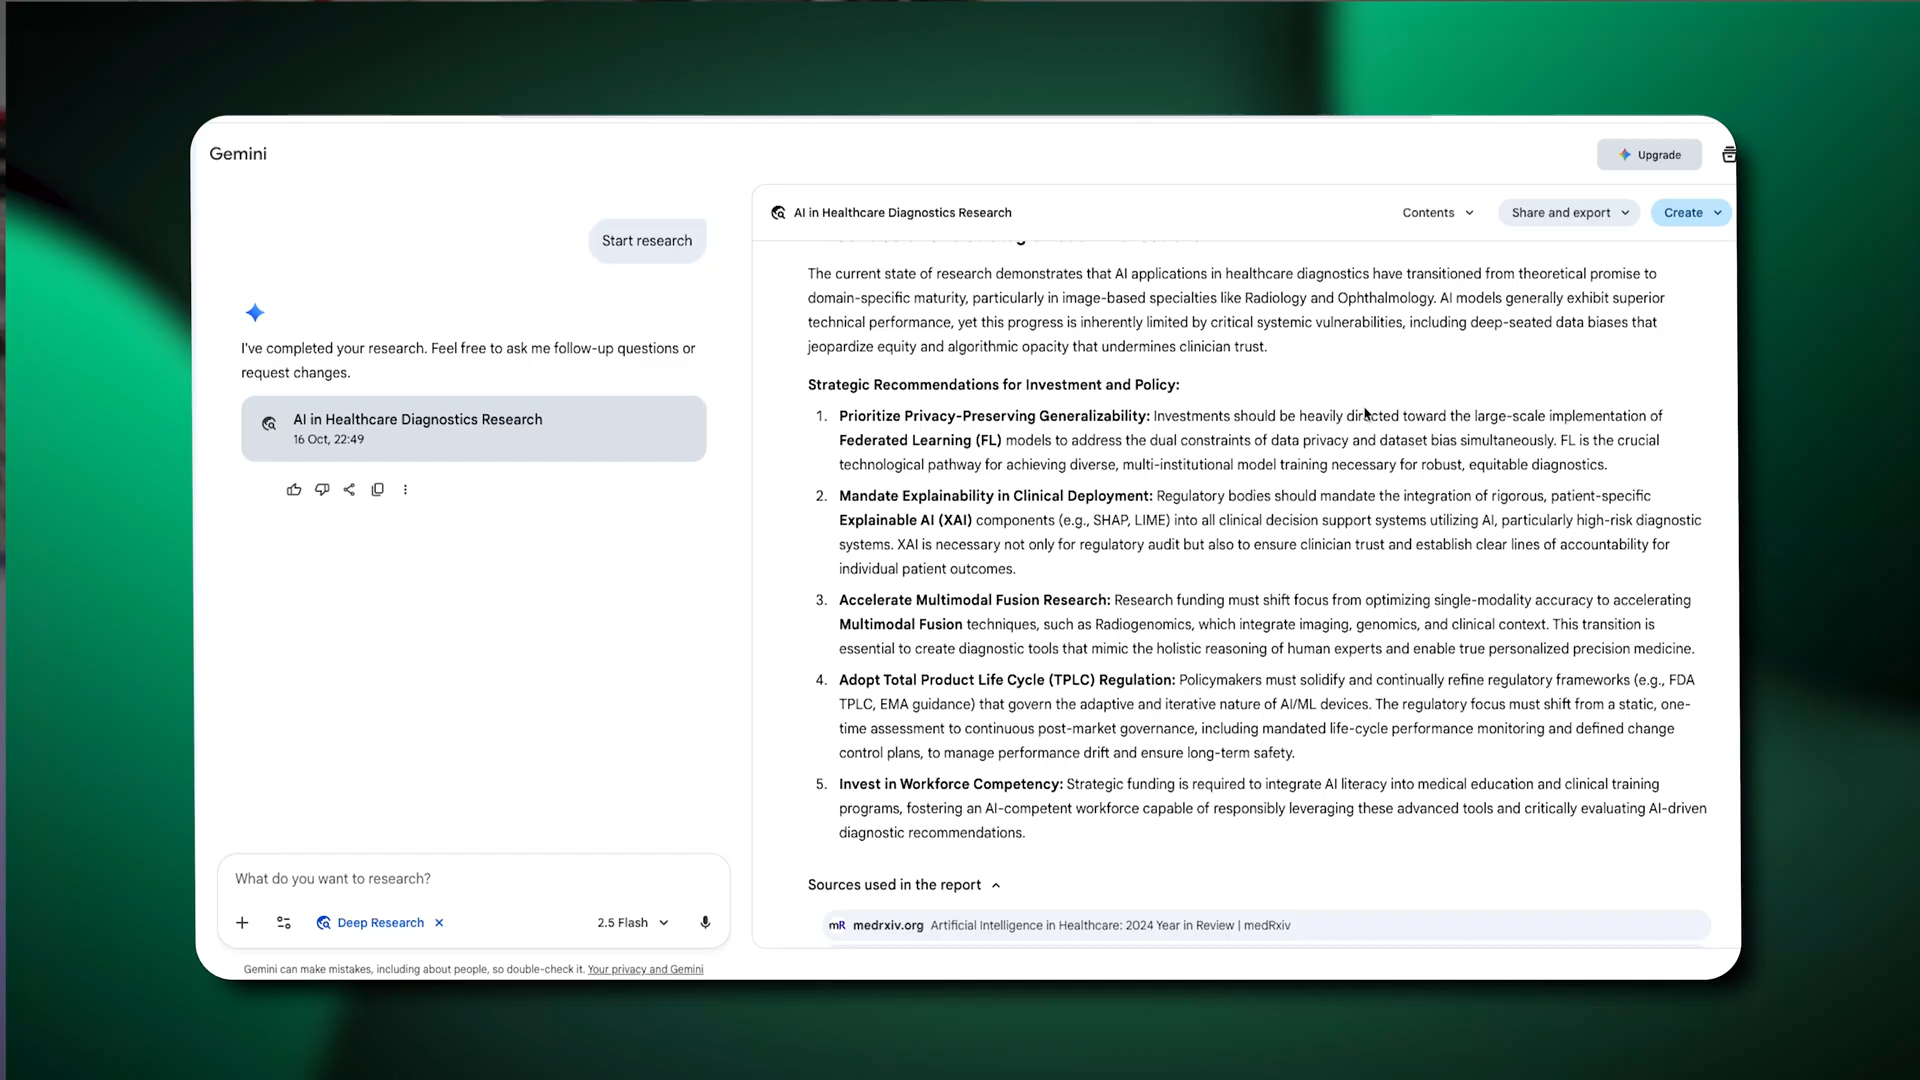 Gemini
Upgrade
Start research
I've completed your research. Feel free to ask me follow-up questions or
request changes.
AI in Healthcare Diagnostics Research
16 Oct, 22:49
What do you want to research?
Deep Research
2.5 Flash
Gemini can make mistakes, including about people, so double-check it. Your privacy and Gemini
AI in Healthcare Diagnostics Research
Contents
Share and export
Create
The current state of research demonstrates that AI applications in healthcare diagnostics have transitioned from theoretical promise to
domain-specific maturity, particularly in image-based specialties like Radiology and Ophthalmology. AI models generally exhibit superior
technical performance, yet this progress is inherently limited by critical systemic vulnerabilities, including deep-seated data biases that
jeopardize equity and algorithmic opacity that undermines clinician trust.
Strategic Recommendations for Investment and Policy:
1. Prioritize Privacy-Preserving Generalizability: Investments should be heavily directed toward the large-scale implementation of
Federated Learning (FL) models to address the dual constraints of data privacy and dataset bias simultaneously. FL is the crucial
technological pathway for achieving diverse, multi-institutional model training necessary for robust, equitable diagnostics.
2. Mandate Explainability in Clinical Deployment: Regulatory bodies should mandate the integration of rigorous, patient-specific
Explainable AI (XAI) components (e.g., SHAP, LIME) into all clinical decision support systems utilizing AI, particularly high-risk diagnostic
systems. XAI is necessary not only for regulatory audit but also to ensure clinician trust and establish clear lines of accountability for
individual patient outcomes.
3. Accelerate Multimodal Fusion Research: Research funding must shift focus from optimizing single-modality accuracy to accelerating
Multimodal Fusion techniques, such as Radiogenomics, which integrate imaging, genomics, and clinical context. This transition is
essential to create diagnostic tools that mimic the holistic reasoning of human experts and enable true personalized precision medicine.
4. Adopt Total Product Life Cycle (TPLC) Regulation: Policymakers must solidify and continually refine regulatory frameworks (e.g., FDA
TPLC, EMA guidance) that govern the adaptive and iterative nature of AI/ML devices. The regulatory focus must shift from a static, one-
time assessment to continuous post-market governance, including mandated life-cycle performance monitoring and defined change
control plans, to manage performance drift and ensure long-term safety.
5. Invest in Workforce Competency: Strategic funding is required to integrate AI literacy into medical education and clinical training
programs, fostering an AI-competent workforce capable of responsibly leveraging these advanced tools and critically evaluating AI-driven
diagnostic recommendations.
Sources used in the report
mR medrxiv.org Artificial Intelligence in Healthcare: 2024 Year in Review | medRxiv